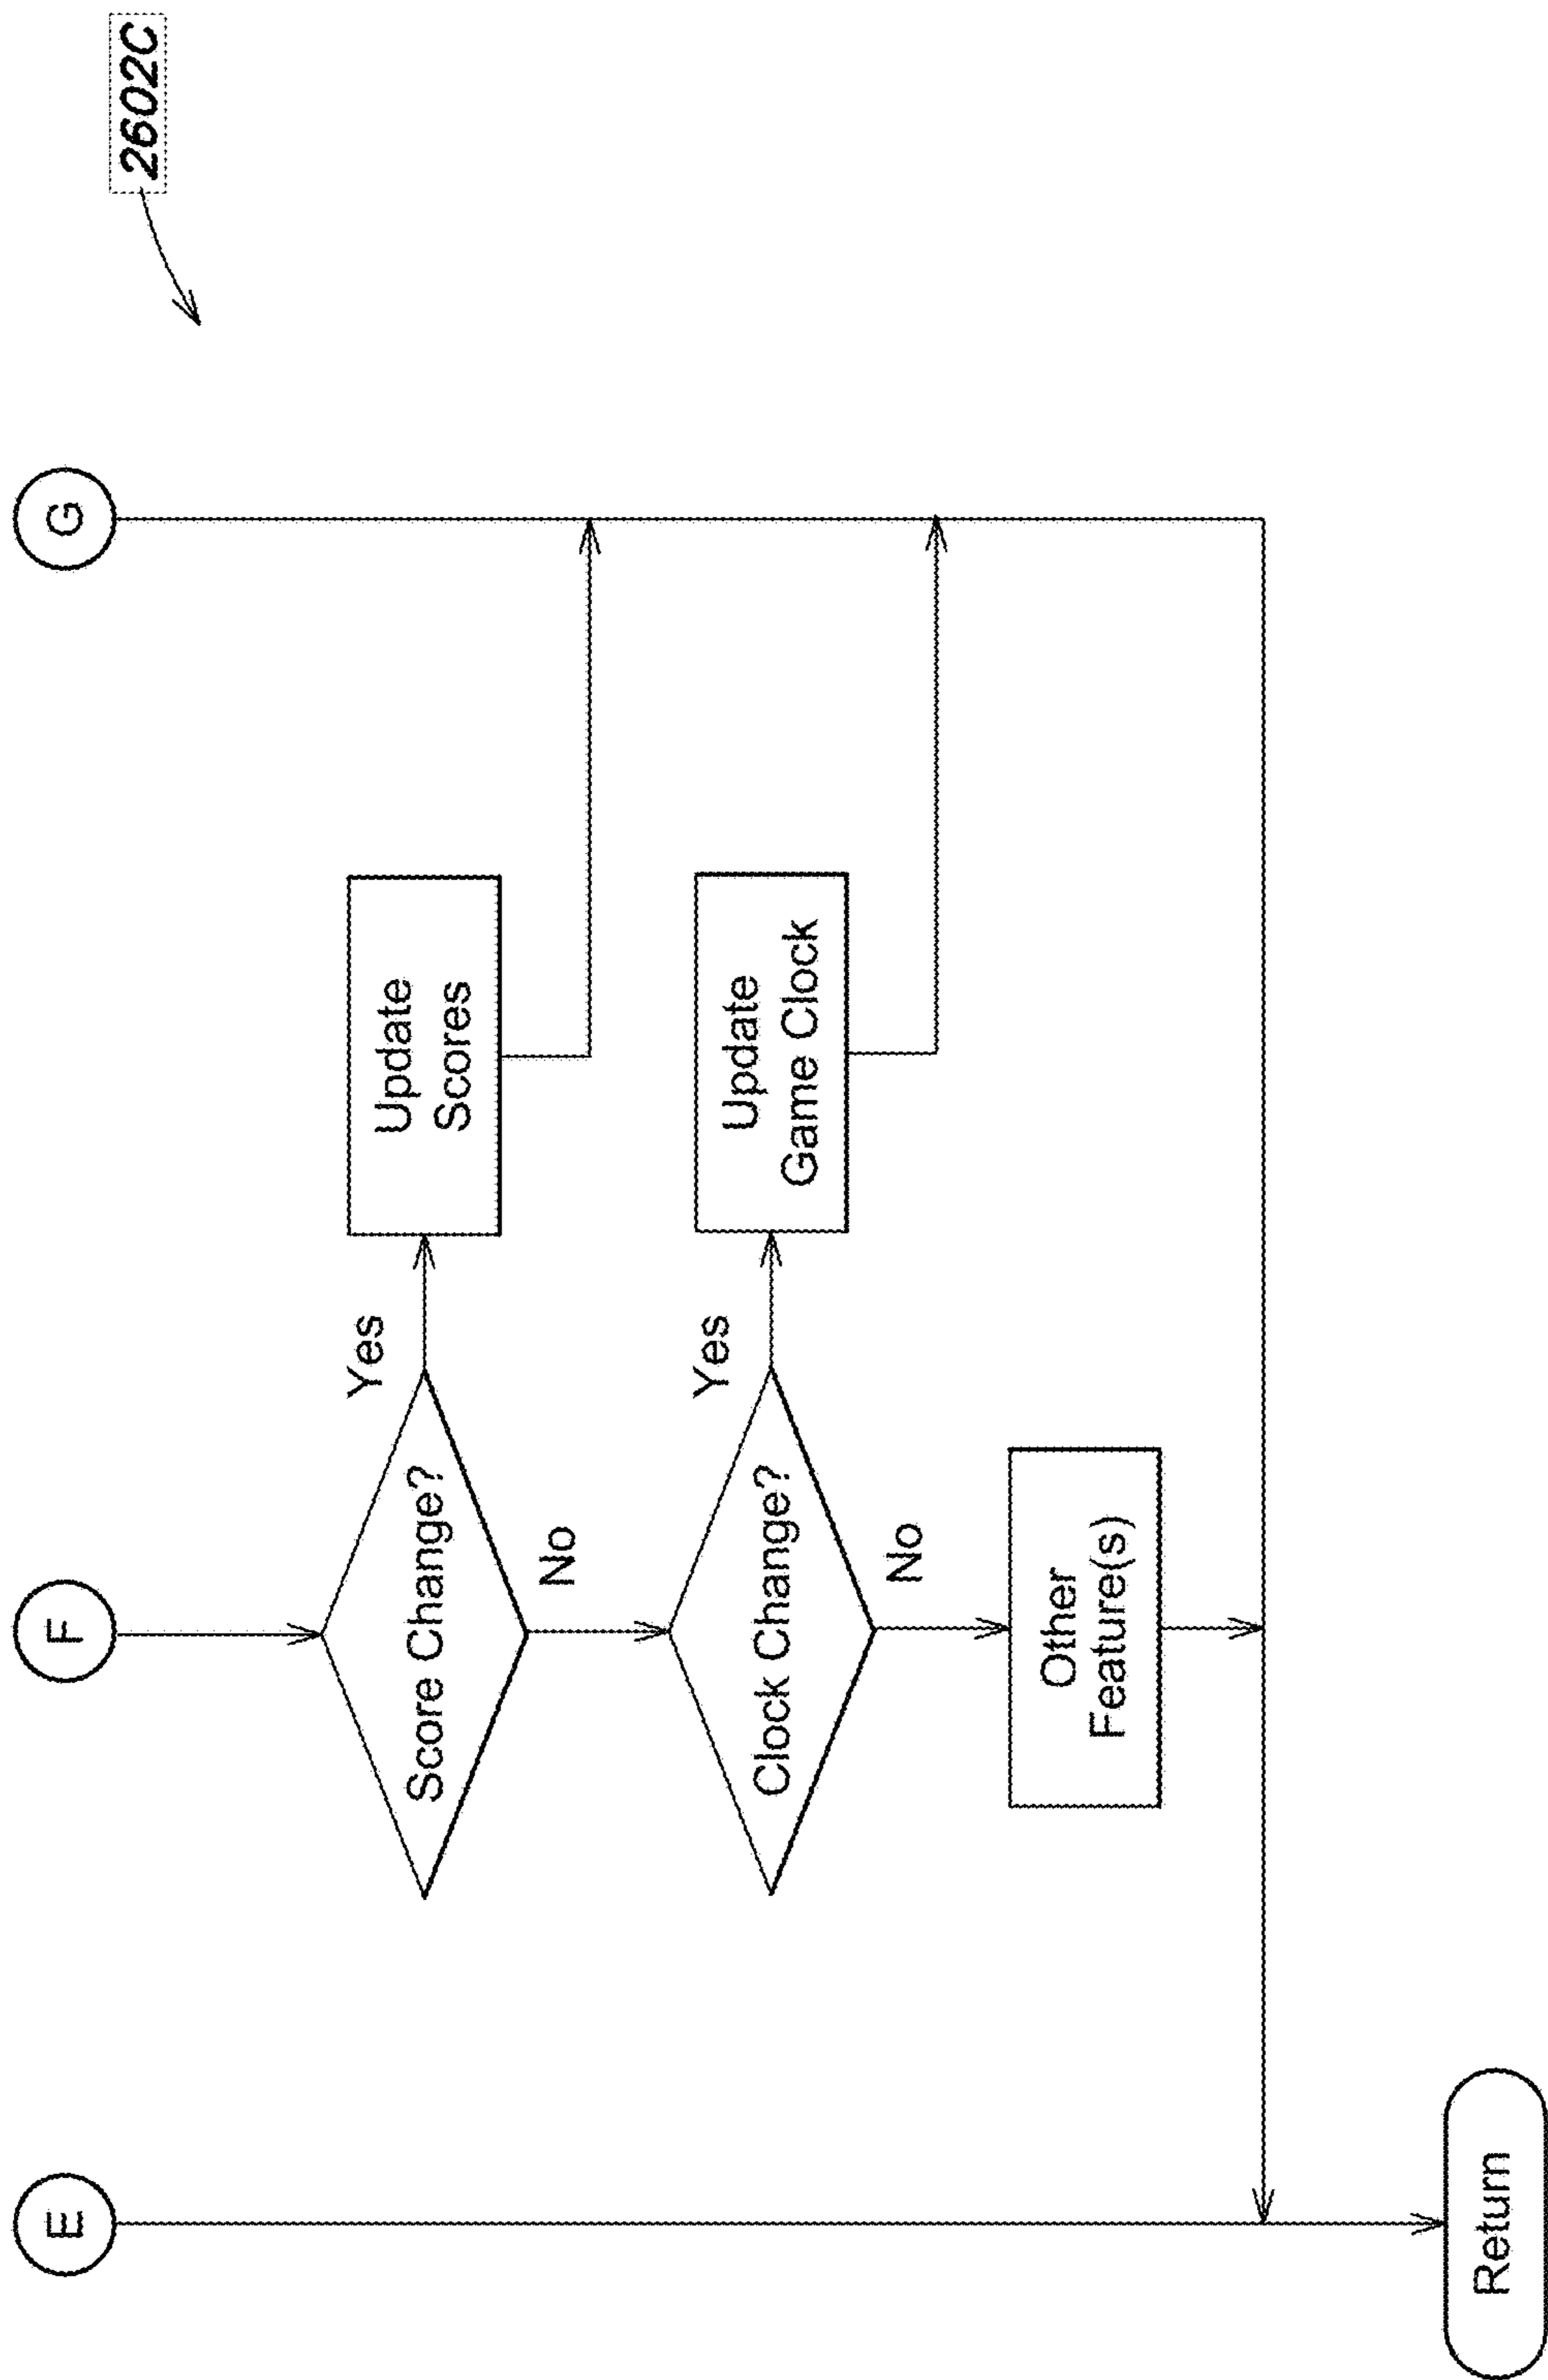 2602C
E
F
G
Score Change?
Yes
Update
Scores
No
Clock Change?
Yes
Update
Game Clock
No
Other
Feature(s)
Return